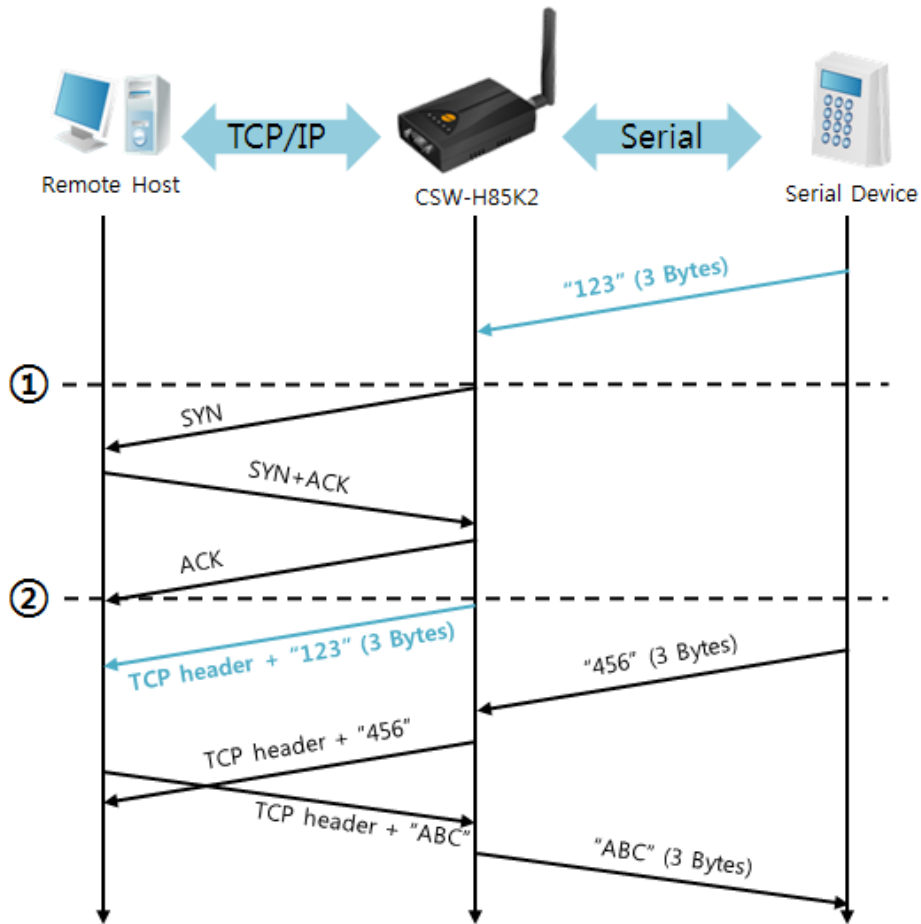 TCP/IP
Serial
Remote Host
CSW-H85K2
Serial Device
“123” (3 Bytes)
①
SYN
SYN+ACK
ACK
②
TCP header + “123” (3 Bytes)
“456” (3 Bytes)
TCP header + “456”
TCP header + “ABC”
“ABC” (3 Bytes)